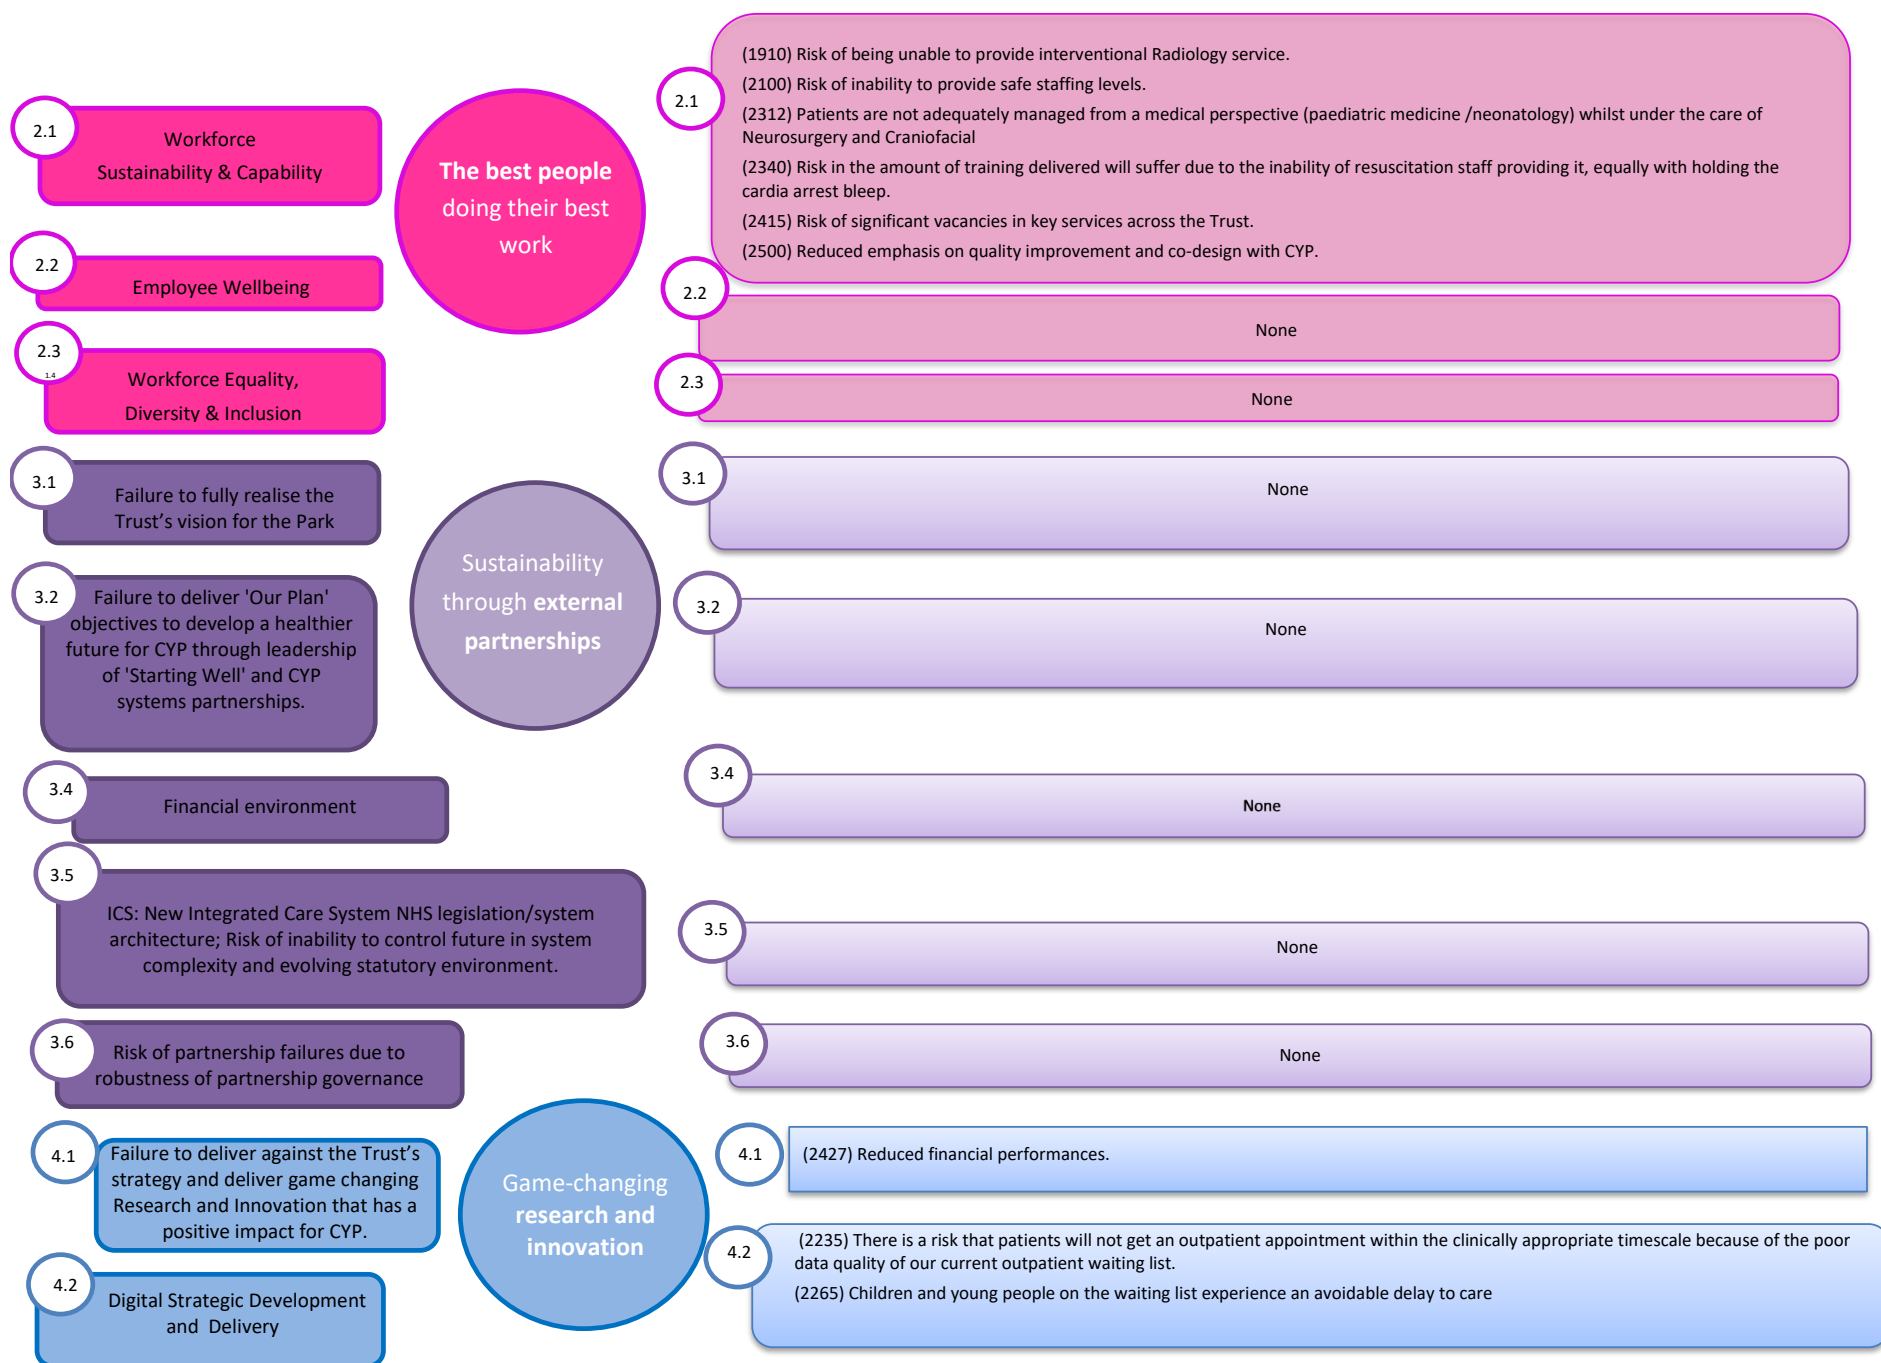 2.1
Workforce
Sustainability & Capability
2.2
Employee Wellbeing
2.3
1.4
Workforce Equality,
Diversity & Inclusion
The best people
doing their best
work
2.1
(1910) Risk of being unable to provide interventional Radiology service.
(2100) Risk of inability to provide safe staffing levels.
(2312) Patients are not adequately managed from a medical perspective (paediatric medicine /neonatology) whilst under the care of
Neurosurgery and Craniofacial
(2340) Risk in the amount of training delivered will suffer due to the inability of resuscitation staff providing it, equally with holding the
cardia arrest bleep.
(2415) Risk of significant vacancies in key services across the Trust.
(2500) Reduced emphasis on quality improvement and co-design with CYP.
2.2
None
2.3
None
3.1
Failure to fully realise the
Trust’s vision for the Park
3.2
Failure to deliver 'Our Plan'
objectives to develop a healthier
future for CYP through leadership
of 'Starting Well' and CYP
systems partnerships.
3.4
Financial environment
3.5
ICS: New Integrated Care System NHS legislation/system
architecture; Risk of inability to control future in system
complexity and evolving statutory environment.
3.6
Risk of partnership failures due to
robustness of partnership governance
Sustainability
through external
partnerships
3.1
None
3.2
None
3.4
None
3.5
None
3.6
None
4.1
Failure to deliver against the Trust’s
strategy and deliver game changing
Research and Innovation that has a
positive impact for CYP.
4.2
Digital Strategic Development
and  Delivery
Game-changing
research and
innovation
4.1
(2427) Reduced financial performances.
4.2
(2235) There is a risk that patients will not get an outpatient appointment within the clinically appropriate timescale because of the poor
data quality of our current outpatient waiting list.
(2265) Children and young people on the waiting list experience an avoidable delay to care